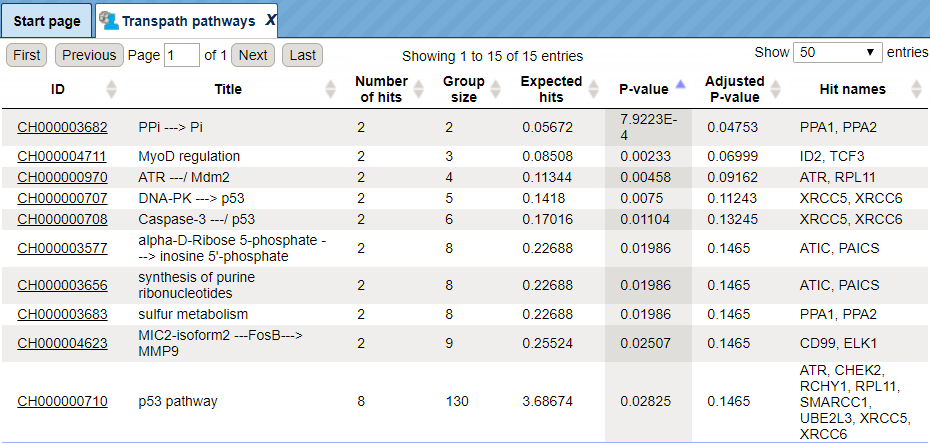 Start page Transpath pathways X
First Previous Page 1 of 1 Next Last Showing 1 to 15 of 15 entries Show 50 entries
ID Title Number of hits Group size Expected hits P-value Adjusted P-value Hit names
CH000003682 PPi ---> Pi 2 2 0.05672 7.9223E-4 0.04753 PPA1, PPA2
CH000004711 MyoD regulation 2 3 0.08508 0.00233 0.06999 ID2, TCF3
CH000000970 ATR ---/ Mdm2 2 4 0.11344 0.00458 0.09162 ATR, RPL11
CH000000707 DNA-PK ---> p53 2 5 0.1418 0.0075 0.11243 XRCC5, XRCC6
CH000000708 Caspase-3 ---/ p53 2 6 0.17016 0.01104 0.13245 XRCC5, XRCC6
CH000003577 alpha-D-Ribose 5-phosphate ---> inosine 5'-phosphate 2 8 0.22688 0.01986 0.1465 ATIC, PAICS
CH000003656 synthesis of purine ribonucleotides 2 8 0.22688 0.01986 0.1465 ATIC, PAICS
CH000003683 sulfur metabolism 2 8 0.22688 0.01986 0.1465 PPA1, PPA2
CH000004623 MIC2-isoform2 ---FosB---> MMP9 2 9 0.25524 0.02507 0.1465 CD99, ELK1
CH000000710 p53 pathway 8 130 3.68674 0.02825 0.1465 ATR, CHEK2, RCHY1, RPL11, SMARCC1, UBE2L3, XRCC5, XRCC6